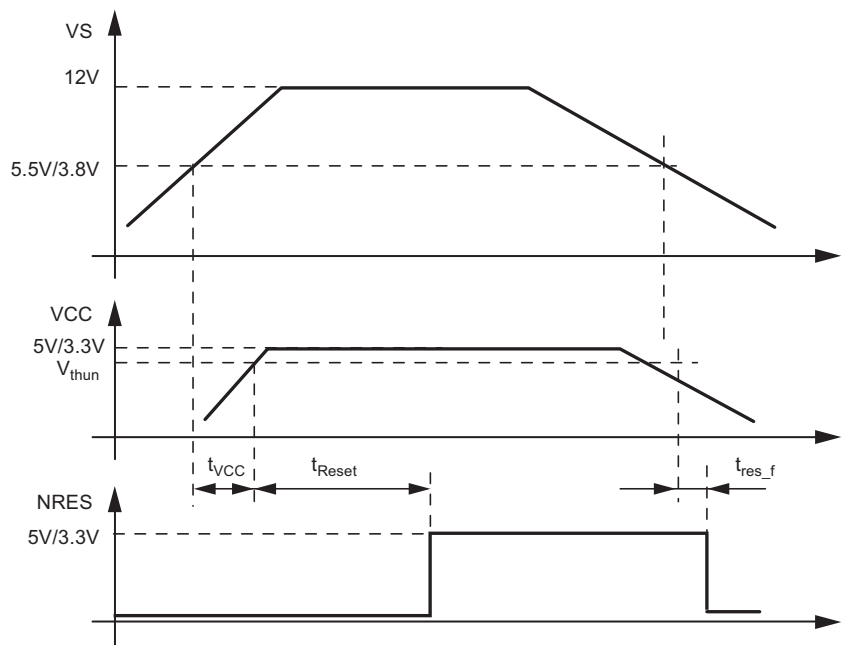 VS
12V
5.5V/3.8V
VCC
5V/3.3V
Vthun
tVCC
tReset
tres_f
NRES
5V/3.3V